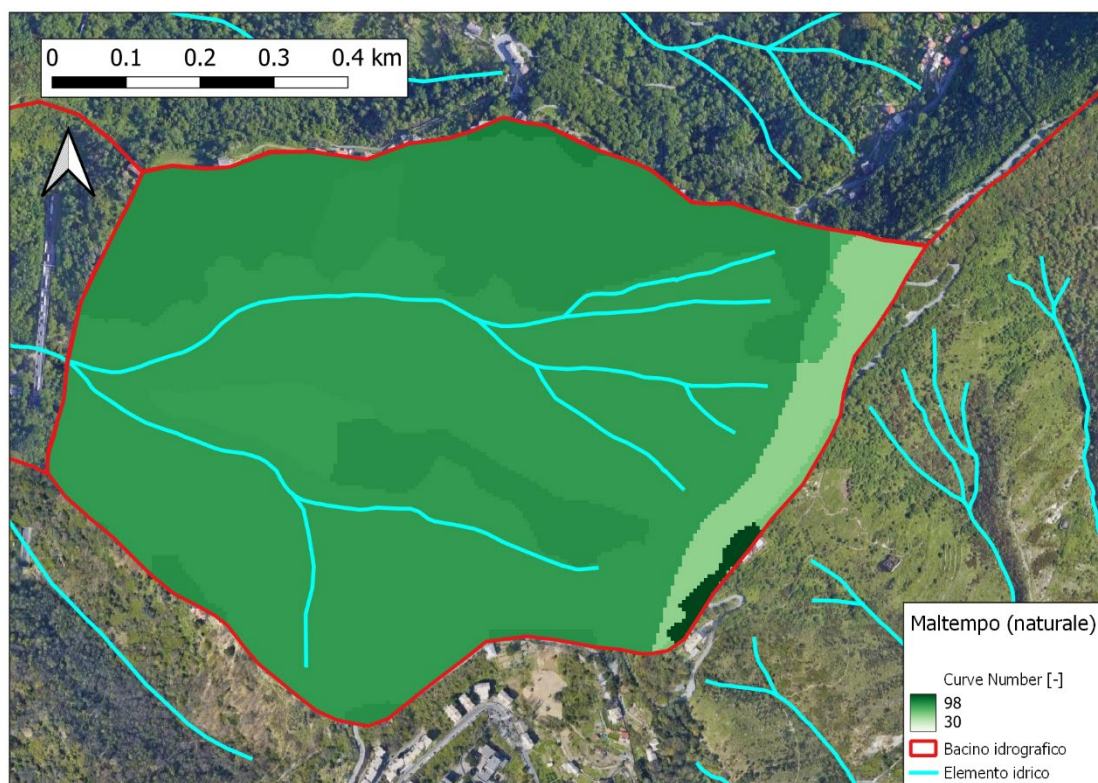 0 0.1 0.2 0.3 0.4 km
Maltempo (naturale)
Curve Number [-]
98
30
Bacino idrografico
Elemento idrico